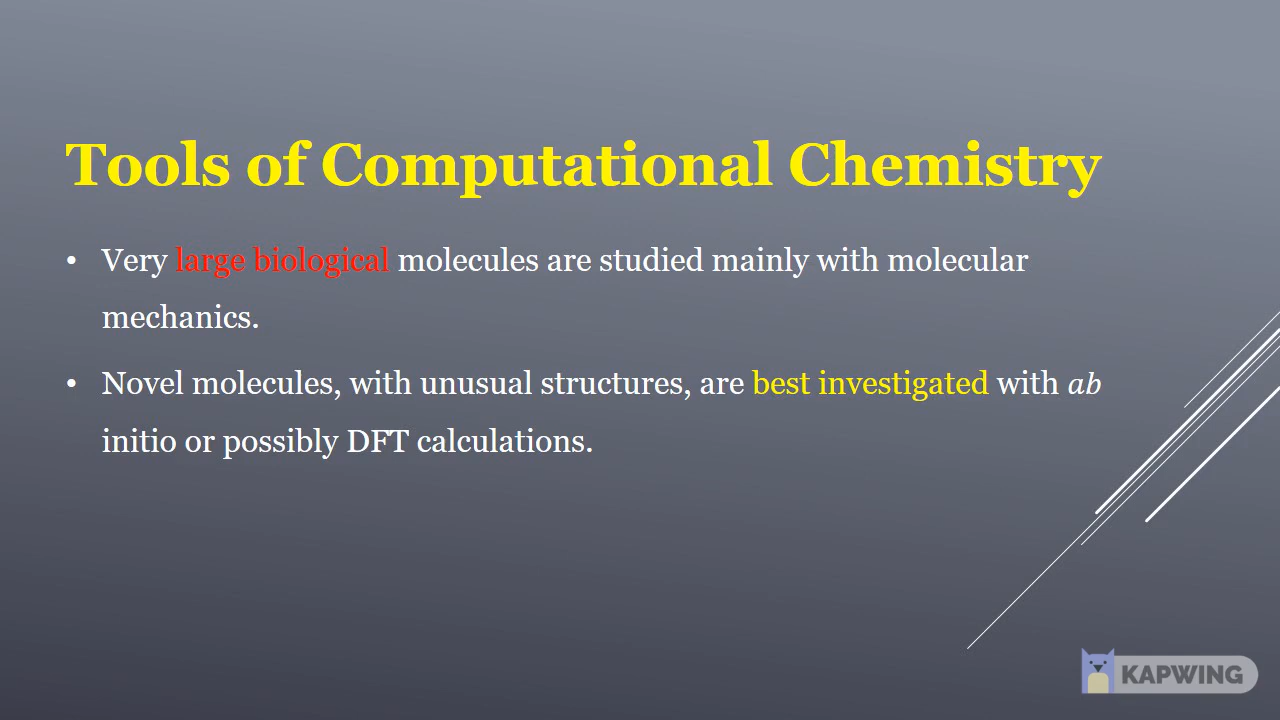 Tools of Computational Chemistry
• Very large biological molecules are studied mainly with molecular
mechanics.
• Novel molecules, with unusual structures, are best investigated with ab
initio or possibly DFT calculations.
KAPWING